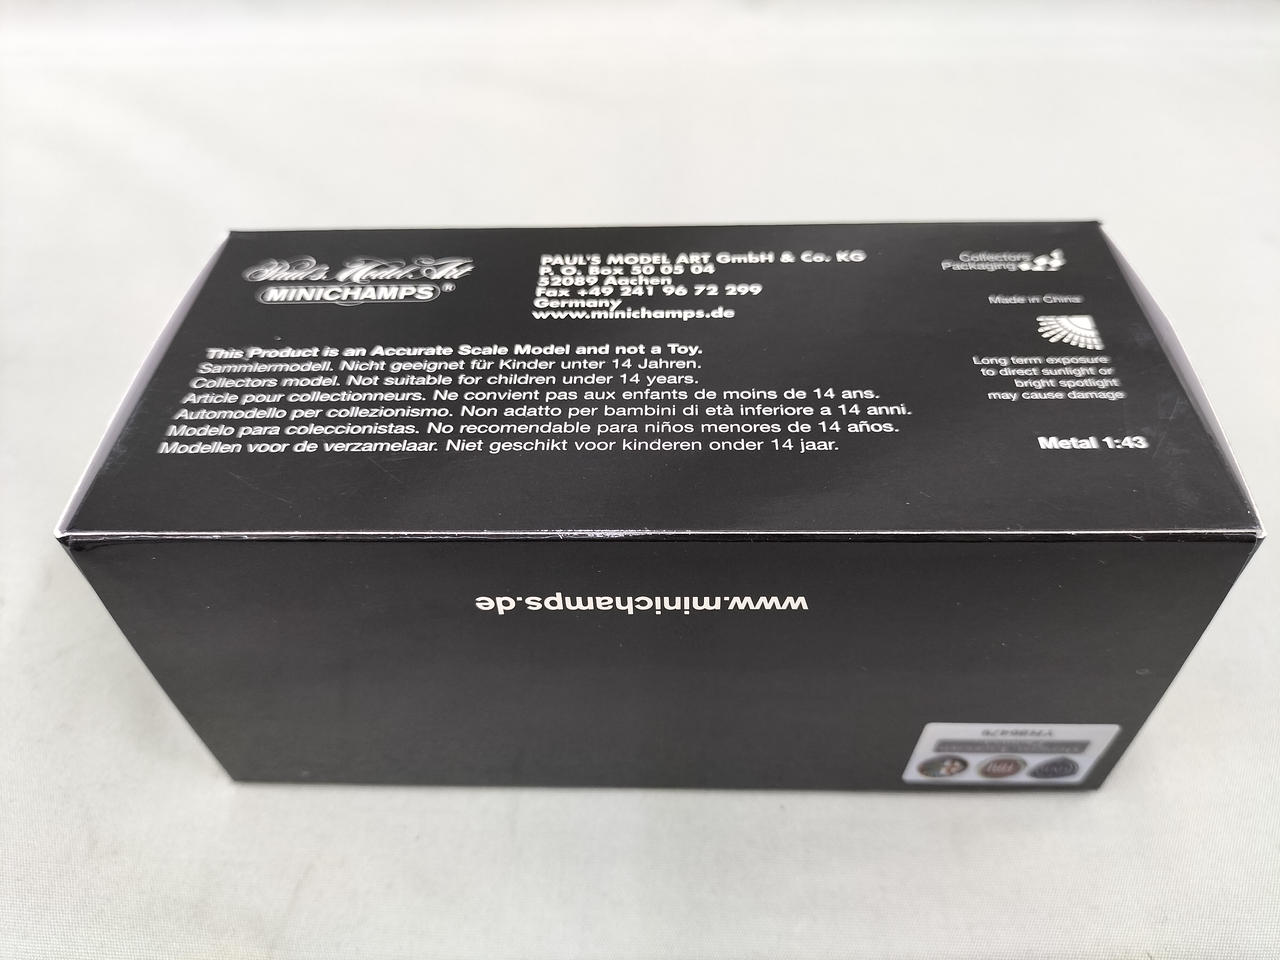 Paul's Model Art
MINICHAMPS®
PAUL'S MODEL ART GmbH & Co. KG
P. O. Box 50 05 04
52089 Aachen
Fax +49 241 96 72 299
Germany
www.minichamps.de
Collectors
Packaging
Made in China
Long term exposure
to direct sunlight or
bright spotlight
may cause damage
Metal 1:43
This Product is an Accurate Scale Model and not a Toy.
Sammlermodell. Nicht geeignet für Kinder unter 14 Jahren.
Collectors model. Not suitable for children under 14 years.
Article pour collectionneurs. Ne convient pas aux enfants de moins de 14 ans.
Automodello per collezionismo. Non adatto per bambini di età inferiore a 14 anni.
Modelo para coleccionistas. No recomendable para niños menores de 14 años.
Modellen voor de verzamelaar. Niet geschikt voor kinderen onder 14 jaar.
www.minichamps.de